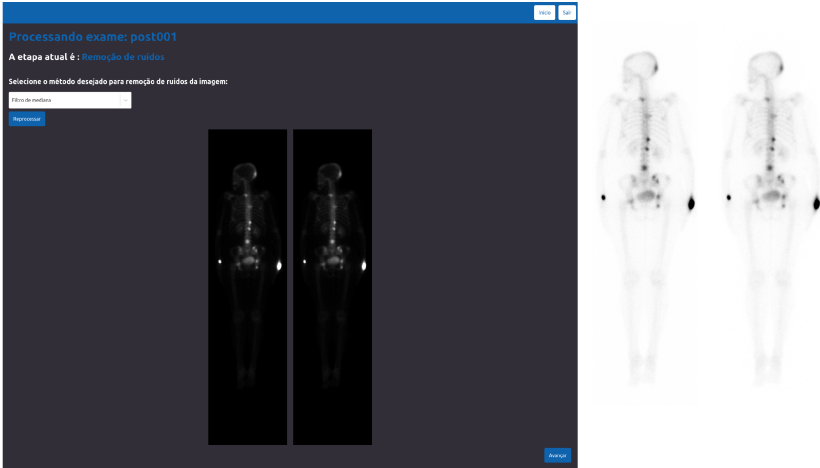 Início Sair
Processando exame: post001
A etapa atual é : Remoção de ruídos
Selecione o método desejado para remoção de ruídos da imagem:
Filtro de mediana
Reprocessar
Avançar